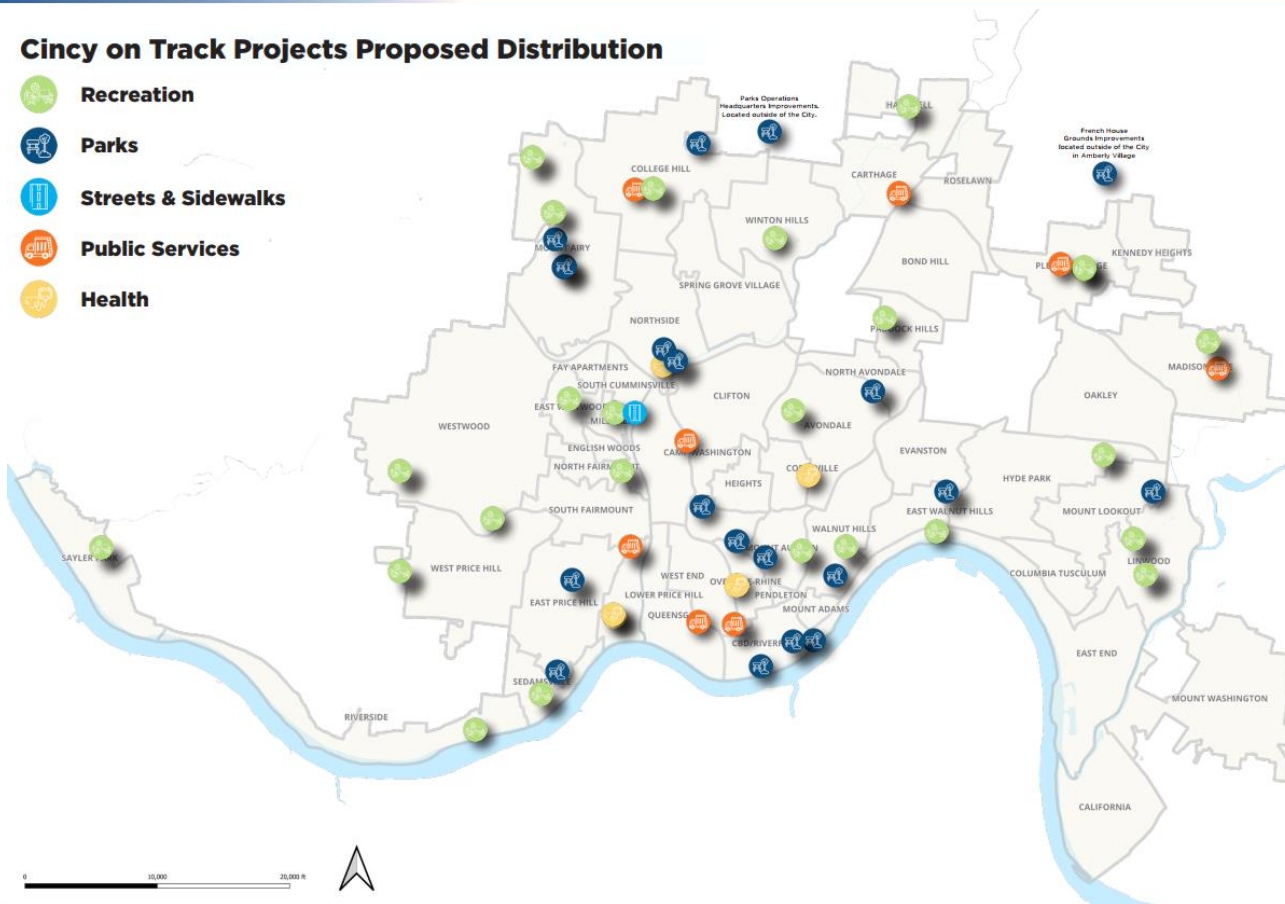 Cincy on Track Projects Proposed Distribution
Recreation
Parks
Streets & Sidewalks
Public Services
Health
Parks Operations
Headquarters Improvements.
Located outside of the City.
French House
Grounds Improvements
located outside of the City
in Amberly Village
COLLEGE HILL
CARTHAGE
ROSELAWN
WINTON HILLS
BOND HILL
KENNEDY HEIGHTS
SPRING GROVE VILLAGE
NORTHSIDE
FAY APARTMENTS
SOUTH CUMMINSVILLE
NORTH AVONDALE
CLIFTON
OAKLEY
WESTWOOD
AVONDALE
ENGLISH WOODS
EVANSTON
HEIGHTS
HYDE PARK
SOUTH FAIRMOUNT
EAST WALNUT HILLS
MOUNT LOOKOUT
WALNUT HILLS
LINWOOD
WEST PRICE HILL
WEST END
COLUMBIA TUSCULUM
LOWER PRICE HILL
PENDLETON
EAST PRICE HILL
MOUNT ADAMS
EAST END
MOUNT WASHINGTON
RIVERSIDE
CALIFORNIA
0
10,000
20,000 ft